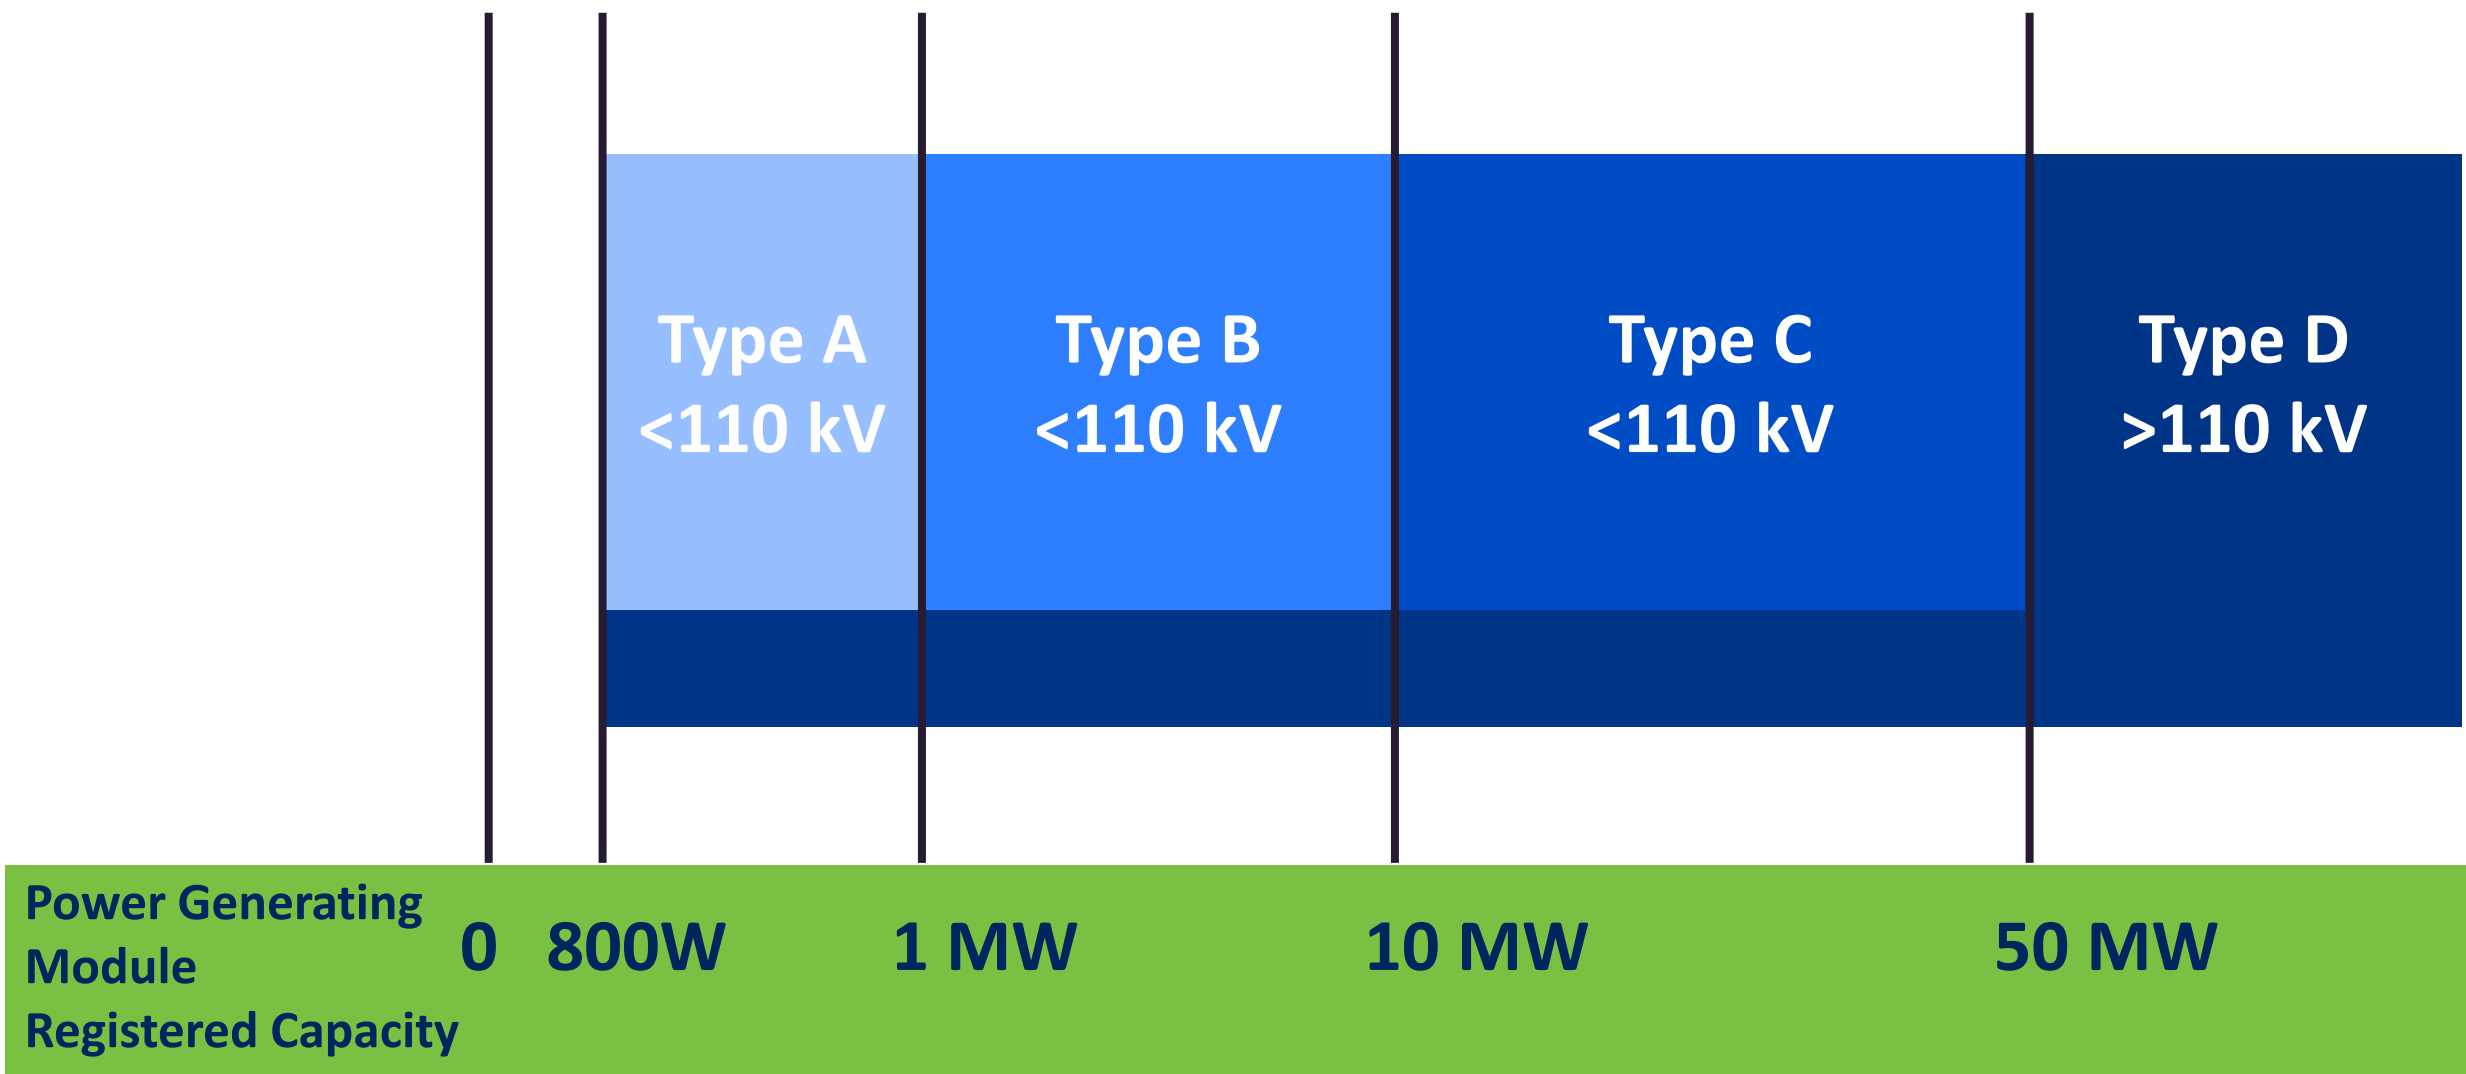 Type A
<110 kV
Type B
<110 kV
Type C
<110 kV
Type D
>110 kV
Power Generating
Module
Registered Capacity
0
800W
1 MW
10 MW
50 MW